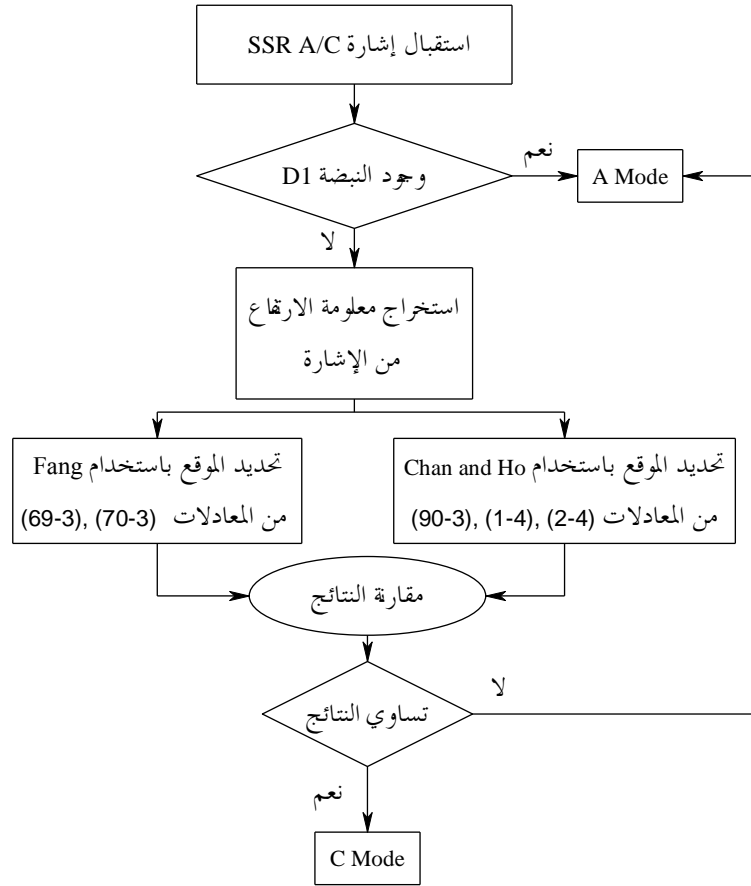 استقبال إشارة SSR A/C
وجود النبضة D1
نعم
A Mode
لا
استخراج معلومة الارتفاع
من الإشارة
تحديد الموقع باستخدام Fang
من المعادلات (69-3), (70-3)
تحديد الموقع باستخدام Chan and Ho
من المعادلات (90-3), (1-4), (2-4)
مقارنة النتائج
تساوي النتائج
لا
نعم
C Mode